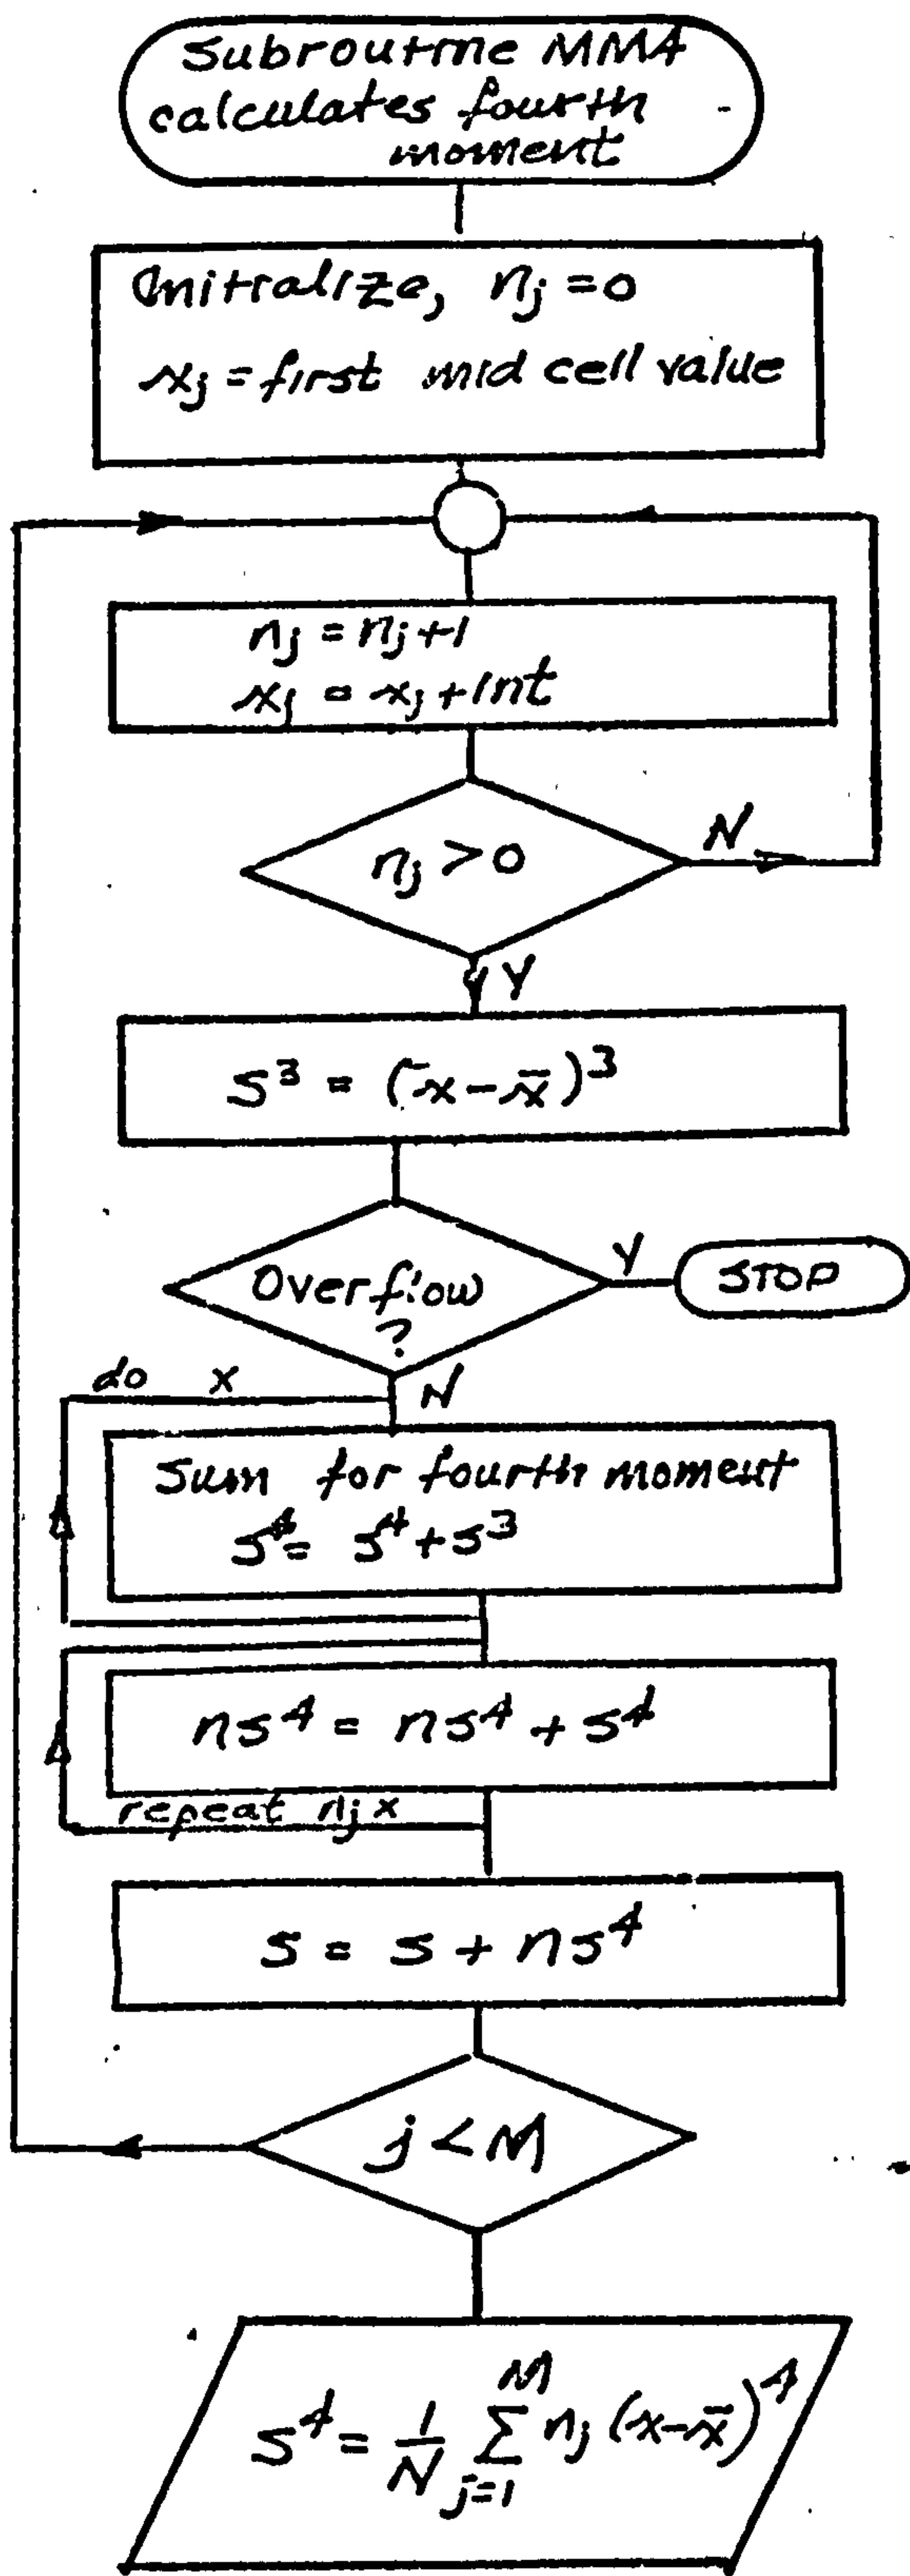 Subroutine MM4
calculates fourth
moment
Initialize, nⱼ = 0
xⱼ = first mid cell value
nⱼ = nⱼ + 1
xⱼ = xⱼ + Int
nⱼ > 0
N
Y
s³ = (x - x̄)³
Overflow
?
Y
STOP
N
do x
Sum for fourth moment
s⁴ = s⁴ + s³
ns⁴ = ns⁴ + s⁴
repeat nⱼ x
s = s + ns⁴
j < M
s⁴ = 1/N ∑_{j=1}^{M} nⱼ (x - x̄)⁴